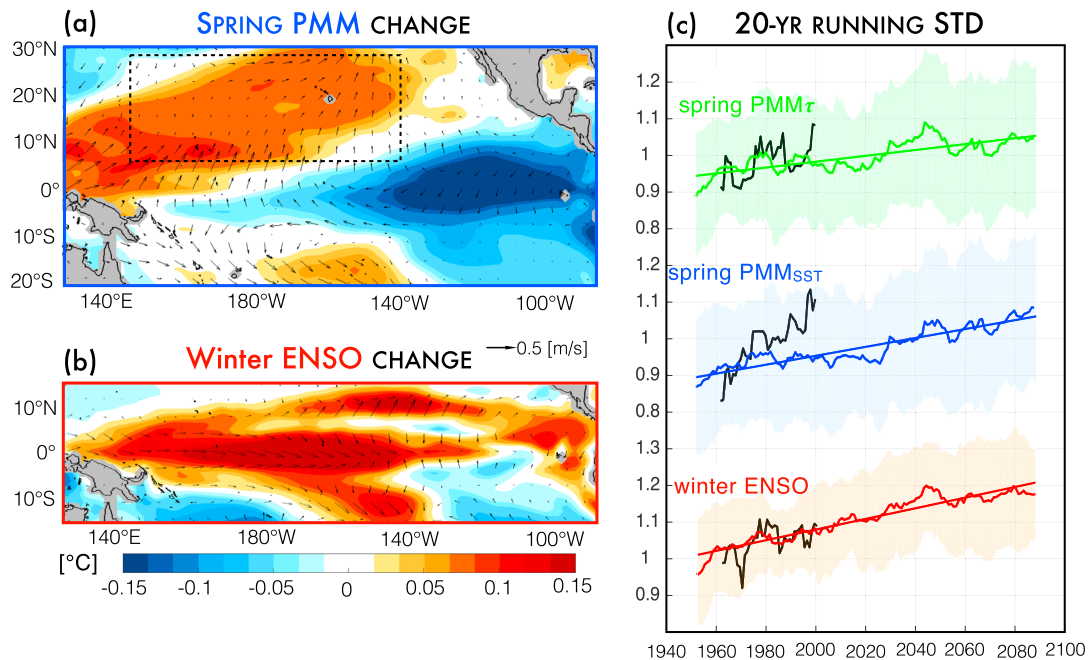 (a) SPRING PMM CHANGE
30°N
20°N
10°N
0°
10°S
20°S
140°E 180°W 140°W 100°W
(b) WINTER ENSO CHANGE
0.5 [m/s]
10°N
0°
10°S
140°E 180°W 140°W 100°W
[°C]
-0.15 -0.1 -0.05 0 0.05 0.1 0.15
(c) 20-YR RUNNING STD
1.2
spring PMMτ
1.1
1
0.9
0.8
1.2
spring PMMSST
1.1
1
0.9
0.8
1.3
winter ENSO
1.2
1.1
1
0.9
1940 1960 1980 2000 2020 2040 2060 2080 2100